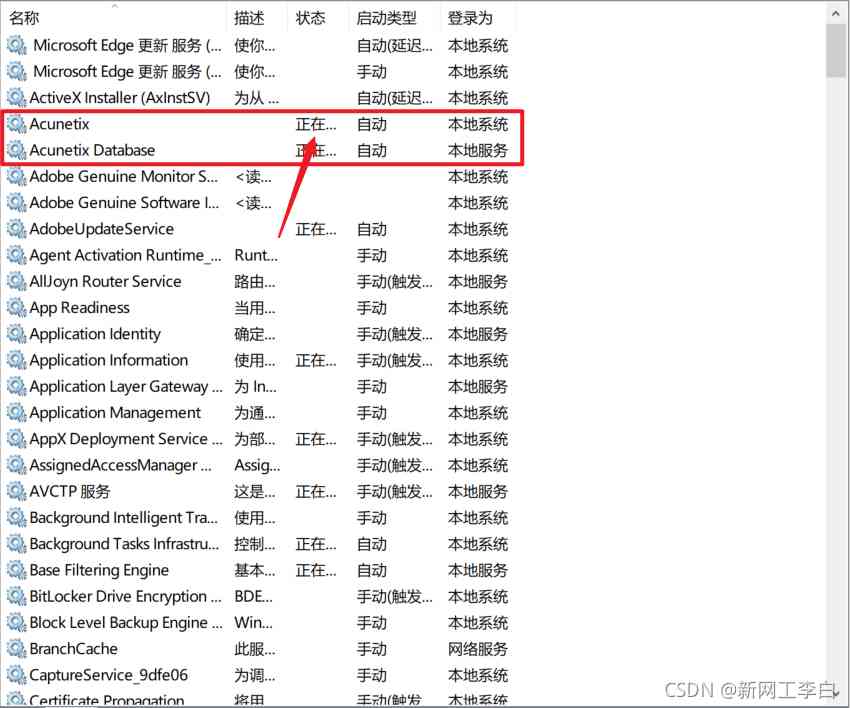 名称 描述 状态 启动类型 登录为
Microsoft Edge 更新 服务 (... 使你... 自动(延迟... 本地系统
Microsoft Edge 更新 服务 (... 使你... 手动 本地系统
ActiveX Installer (AxInstSV) 为从 ... 自动(延迟... 本地系统
Acunetix 正在... 自动 本地系统
Acunetix Database 正在... 自动 本地服务
Adobe Genuine Monitor S... <读... 本地系统
Adobe Genuine Software I... <读... 本地系统
AdobeUpdateService 正在... 自动 本地系统
Agent Activation Runtime_... Runt... 手动 本地系统
AllJoyn Router Service 路由... 手动(触发... 本地服务
App Readiness 当用... 手动 本地系统
Application Identity 确定... 手动(触发... 本地服务
Application Information 使用... 正在... 手动(触发... 本地系统
Application Layer Gateway ... 为 In... 手动 本地服务
Application Management 为通... 手动 本地系统
AppX Deployment Service ... 为部... 正在... 手动(触发... 本地系统
AssignedAccessManager ... Assig... 手动(触发... 本地系统
AVCTP 服务 这是... 正在... 手动(触发... 本地服务
Background Intelligent Tra... 使用... 手动 本地系统
Background Tasks Infrastru... 控制... 正在... 自动 本地系统
Base Filtering Engine 基本... 正在... 自动 本地服务
BitLocker Drive Encryption ... BDE... 手动(触发... 本地系统
Block Level Backup Engine ... Win... 手动 本地系统
BranchCache 此服... 手动 网络服务
CaptureService_9dfe06 为调... 手动 本地系统
Certificate Propagation 将用 手动(触发 本地系统
CSDN @新网工李白